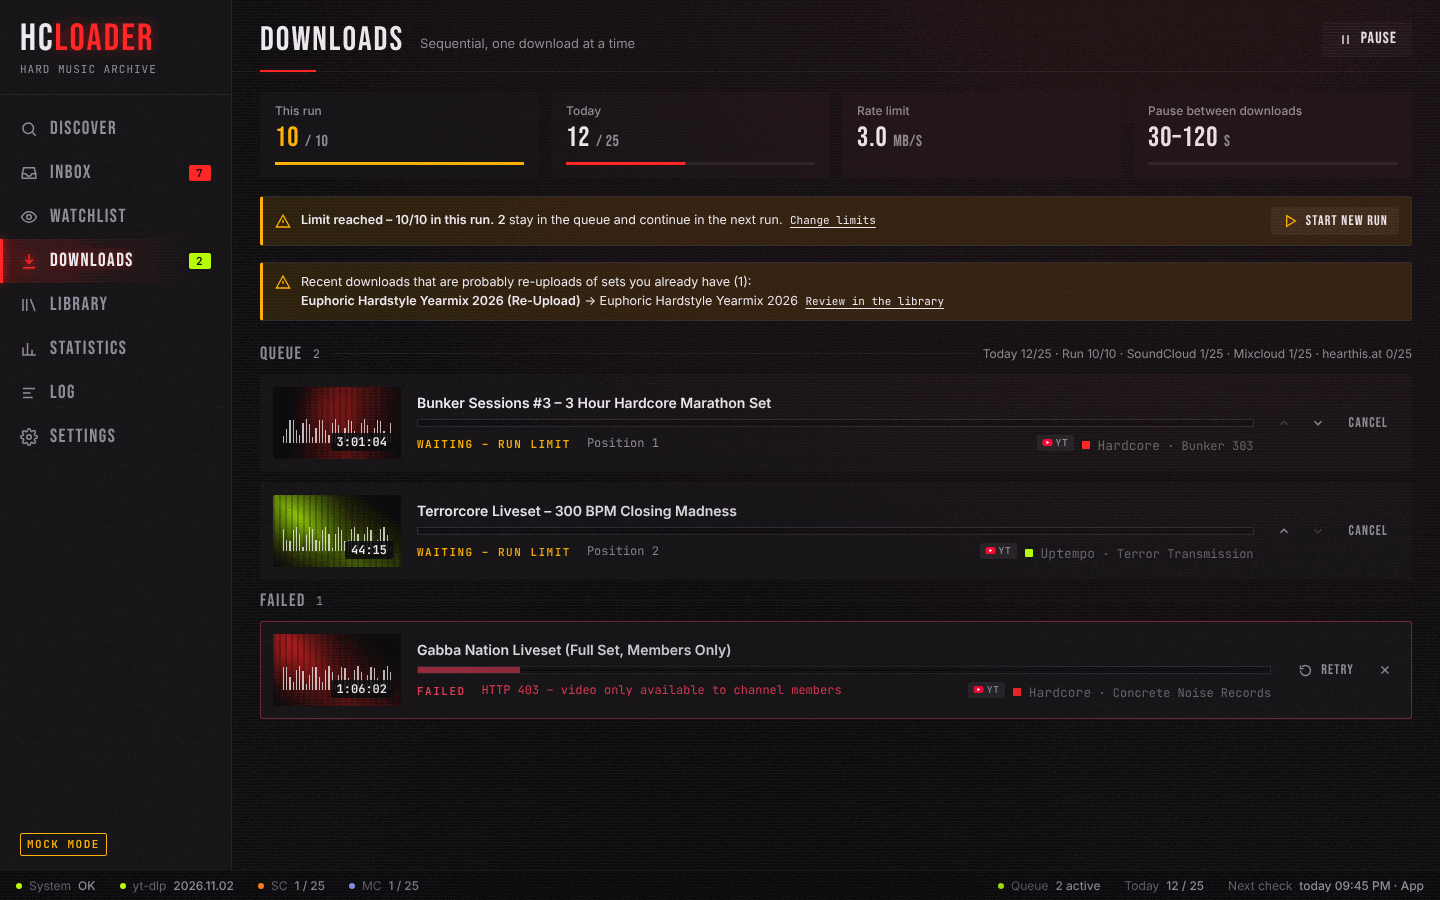 HCLOADER
HARD MUSIC ARCHIVE
DISCOVER
INBOX 7
WATCHLIST
DOWNLOADS 2
LIBRARY
STATISTICS
LOG
SETTINGS
MOCK MODE
DOWNLOADS Sequential, one download at a time
PAUSE
This run
10 / 10
Today
12 / 25
Rate limit
3.0 MB/S
Pause between downloads
30–120 S
Limit reached – 10/10 in this run. 2 stay in the queue and continue in the next run. Change limits
START NEW RUN
Recent downloads that are probably re-uploads of sets you already have (1):
Euphoric Hardstyle Yearmix 2026 (Re-Upload) → Euphoric Hardstyle Yearmix 2026 Review in the library
QUEUE 2
Today 12/25 · Run 10/10 · SoundCloud 1/25 · Mixcloud 1/25 · hearthis.at 0/25
3:01:04
Bunker Sessions #3 – 3 Hour Hardcore Marathon Set
WAITING – RUN LIMIT Position 1
YT Hardcore · Bunker 303
CANCEL
44:15
Terrorcore Liveset – 300 BPM Closing Madness
WAITING – RUN LIMIT Position 2
YT Uptempo · Terror Transmission
CANCEL
FAILED 1
1:06:02
Gabba Nation Liveset (Full Set, Members Only)
FAILED HTTP 403 – video only available to channel members
YT Hardcore · Concrete Noise Records
RETRY
System OK yt-dlp 2026.11.02 SC 1 / 25 MC 1 / 25
Queue 2 active Today 12 / 25 Next check today 09:45 PM · App